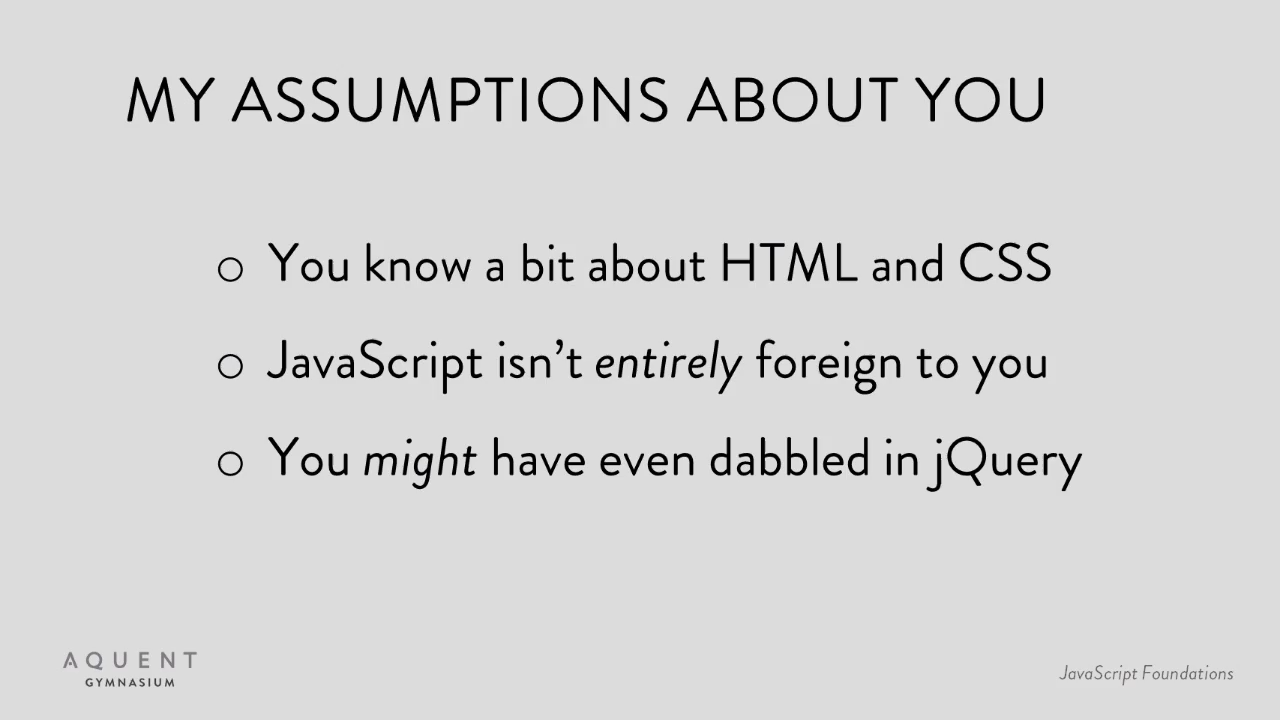 MY ASSUMPTIONS ABOUT YOU
You know a bit about HTML and CSS
JavaScript isn’t entirely foreign to you
You might have even dabbled in jQuery
AQUENT
GYMNASIUM
JavaScript Foundations